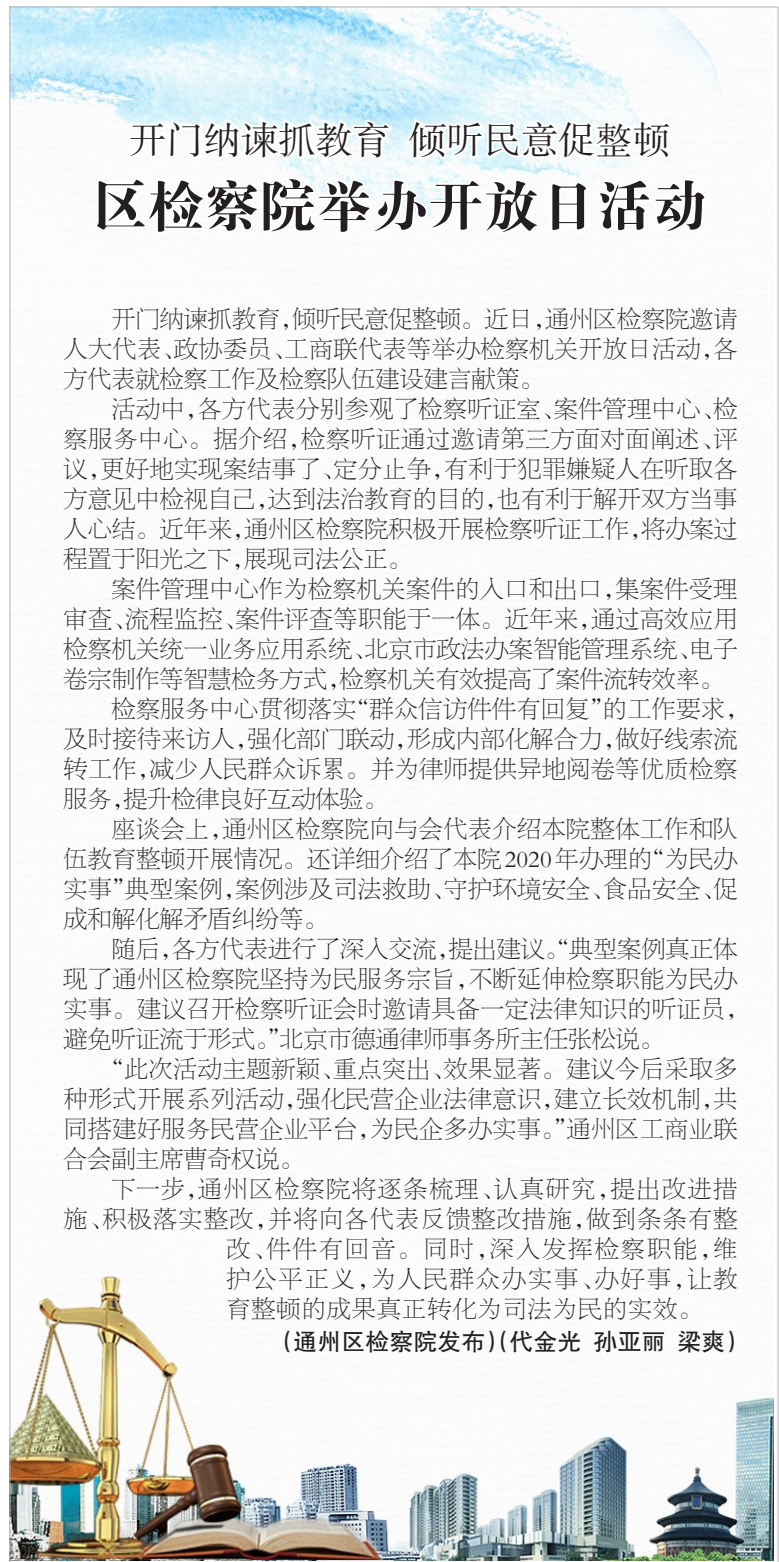 开门纳谏抓教育 倾听民意促整顿
区检察院举办开放日活动
开门纳谏抓教育,倾听民意促整顿。近日,通州区检察院邀请
人大代表、政协委员、工商联代表等举办检察机关开放日活动,各
方代表就检察工作及检察队伍建设建言献策。
活动中,各方代表分别参观了检察听证室、案件管理中心、检
察服务中心。据介绍,检察听证通过邀请第三方面对面阐述、评
议,更好地实现案结事了、定分止争,有利于犯罪嫌疑人在听取各
方意见中检视自己,达到法治教育的目的,也有利于解开双方当事
人心结。近年来,通州区检察院积极开展检察听证工作,将办案过
程置于阳光之下,展现司法公正。
案件管理中心作为检察机关案件的入口和出口,集案件受理
审查、流程监控、案件评查等职能于一体。近年来,通过高效应用
检察机关统一业务应用系统、北京市政法办案智能管理系统、电子
卷宗制作等智慧检务方式,检察机关有效提高了案件流转效率。
检察服务中心贯彻落实“群众信访件件有回复”的工作要求,
及时接待来访人,强化部门联动,形成内部化解合力,做好线索流
转工作,减少人民群众诉累。并为律师提供异地阅卷等优质检察
服务,提升检律良好互动体验。
座谈会上,通州区检察院向与会代表介绍本院整体工作和队
伍教育整顿开展情况。还详细介绍了本院2020年办理的“为民办
实事”典型案例,案例涉及司法救助、守护环境安全、食品安全、促
成和解化解矛盾纠纷等。
随后,各方代表进行了深入交流,提出建议。“典型案例真正体
现了通州区检察院坚持为民服务宗旨,不断延伸检察职能为民办
实事。建议召开检察听证会时邀请具备一定法律知识的听证员,
避免听证流于形式。”北京市德通律师事务所主任张松说。
“此次活动主题新颖、重点突出、效果显著。建议今后采取多
种形式开展系列活动,强化民营企业法律意识,建立长效机制,共
同搭建好服务民营企业平台,为民企多办实事。”通州区工商业联
合会副主席曹奇权说。
下一步,通州区检察院将逐条梳理、认真研究,提出改进措
施、积极落实整改,并将向各代表反馈整改措施,做到条条有整
改、件件有回音。同时,深入发挥检察职能,维
护公平正义,为人民群众办实事、办好事,让教
育整顿的成果真正转化为司法为民的实效。
(通州区检察院发布)(代金光 孙亚丽 梁爽)